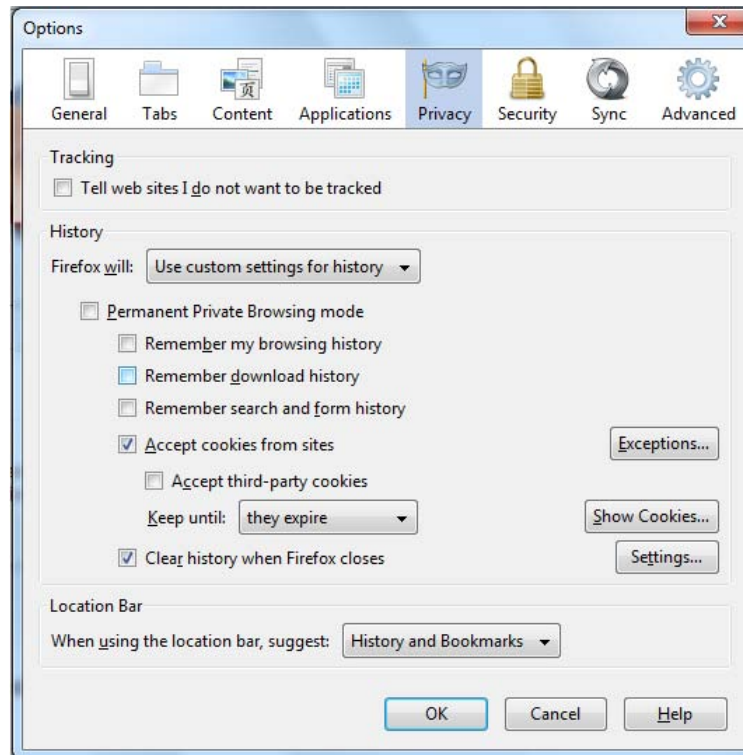 Options
General Tabs Content Applications Privacy Security Sync Advanced
Tracking
Tell web sites I do not want to be tracked
History
Firefox will: Use custom settings for history
Permanent Private Browsing mode
Remember my browsing history
Remember download history
Remember search and form history
Accept cookies from sites Exceptions...
Accept third-party cookies
Keep until: they expire Show Cookies...
Clear history when Firefox closes Settings...
Location Bar
When using the location bar, suggest: History and Bookmarks
OK Cancel Help